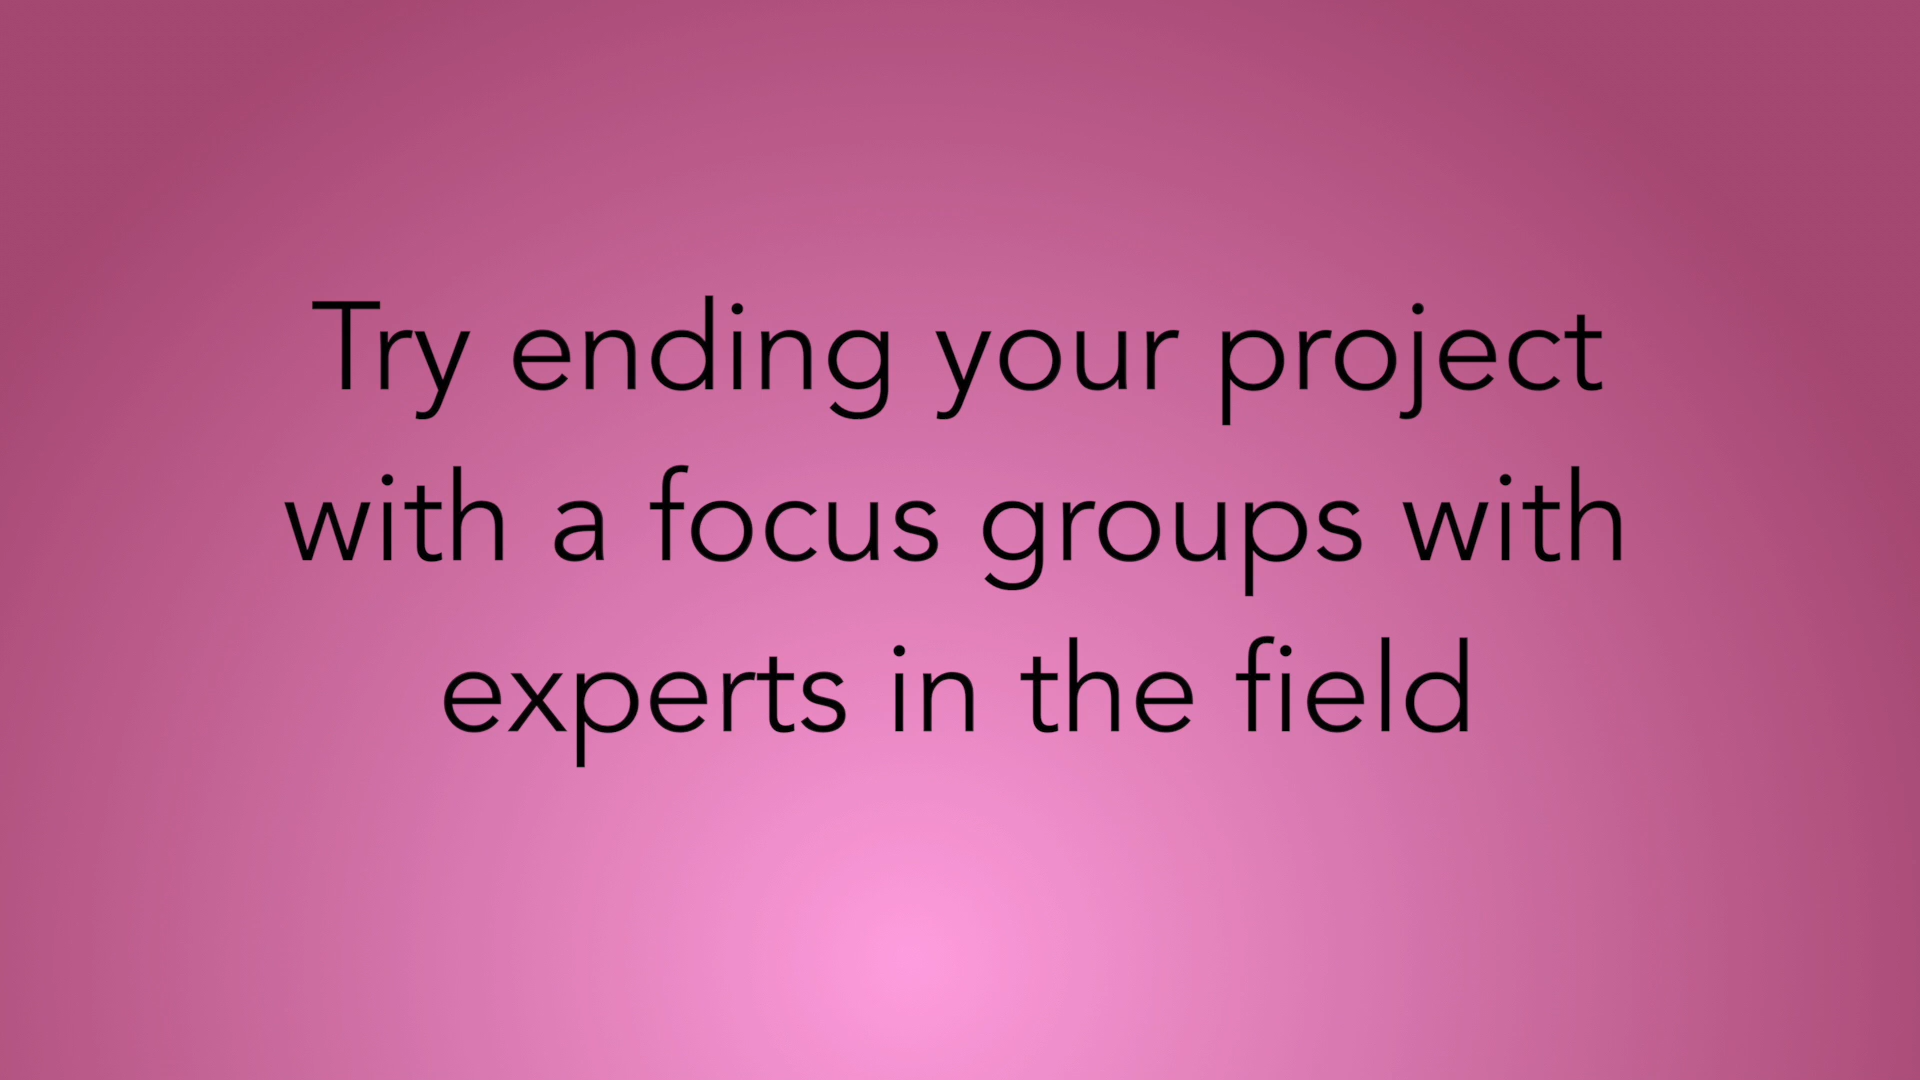 Try ending your project
with a focus groups with
experts in the field